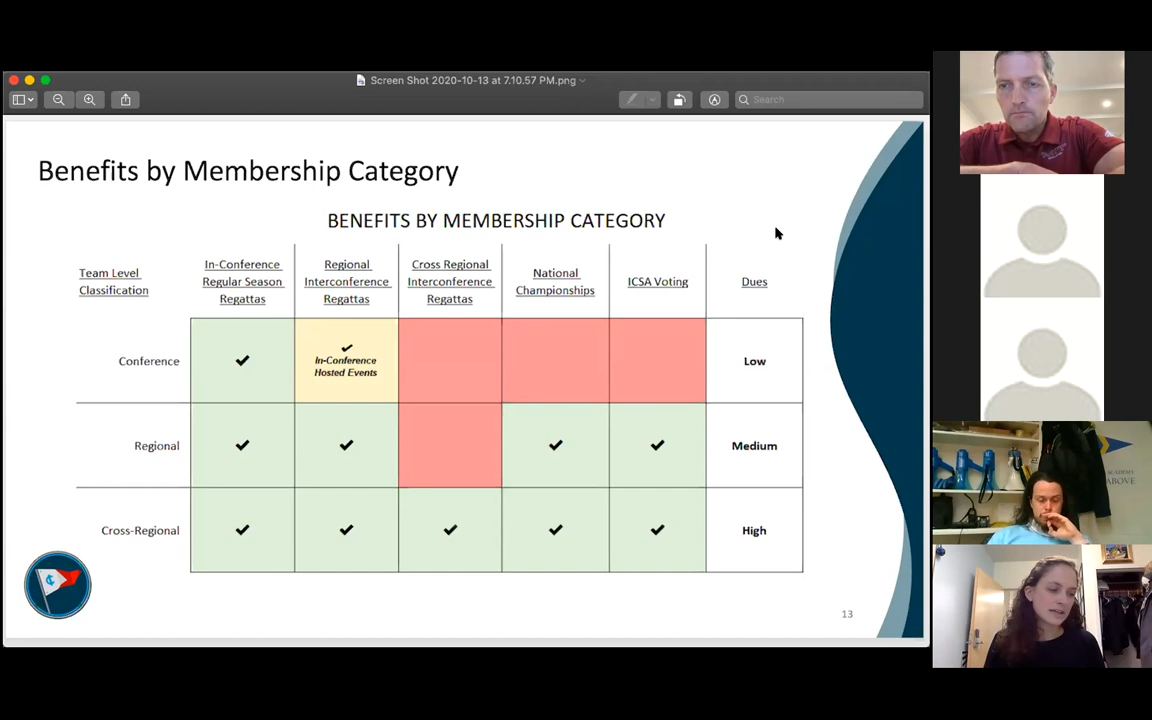 Screen Shot 2020-10-13 at 7.10.57 PM.png
Search
Benefits by Membership Category
BENEFITS BY MEMBERSHIP CATEGORY
Team Level
Classification
In-Conference
Regular Season
Regattas
Regional
Interconference
Regattas
Cross Regional
Interconference
Regattas
National
Championships
ICSA Voting
Dues
Conference
✓
✓
In-Conference
Hosted Events
Low
Regional
✓
✓
✓
✓
Medium
Cross-Regional
✓
✓
✓
✓
✓
High
13
ACADEMY
ABOVE